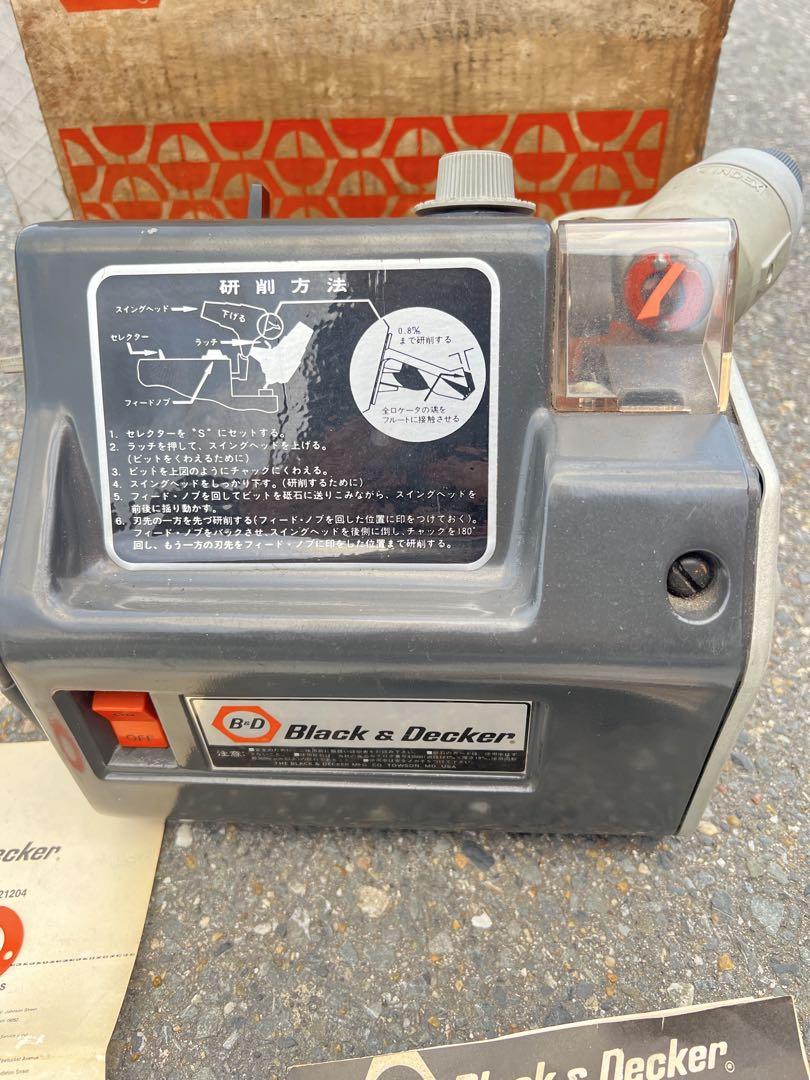 INDEX
研削方法
スイングヘッド
下げる
セレクター
ラッチ
フィードノブ
0.8%
まで研削する
全ロケータの隅を
フルートに接触させる
1. セレクターを "S" にセットする。
2. ラッチを押して、スイングヘッドを上げる。
(ビットをくわえるために)
3. ビットを上図のようにチャックにくわえる。
4. スイングヘッドをしっかり下す。(研削するために)
5. フィード・ノブを回してビットを砥石に送りこみながら、スイングヘッドを
前後に揺り動かす。
6. 刃先の一方を先づ研削する(フィード・ノブを回した位置に印をつけておく)。
フィード・ノブをバックさせ、スイングヘッドを後側に倒し、チャックを180°
回し、もう一方の刃先をフィード・ノブに印をした位置まで研削する。
OFF
B&D Black & Decker®
注意
THE BLACK & DECKER MFG. CO. TOWSON, MD. USA
ecker®
21204
Black & Decker®